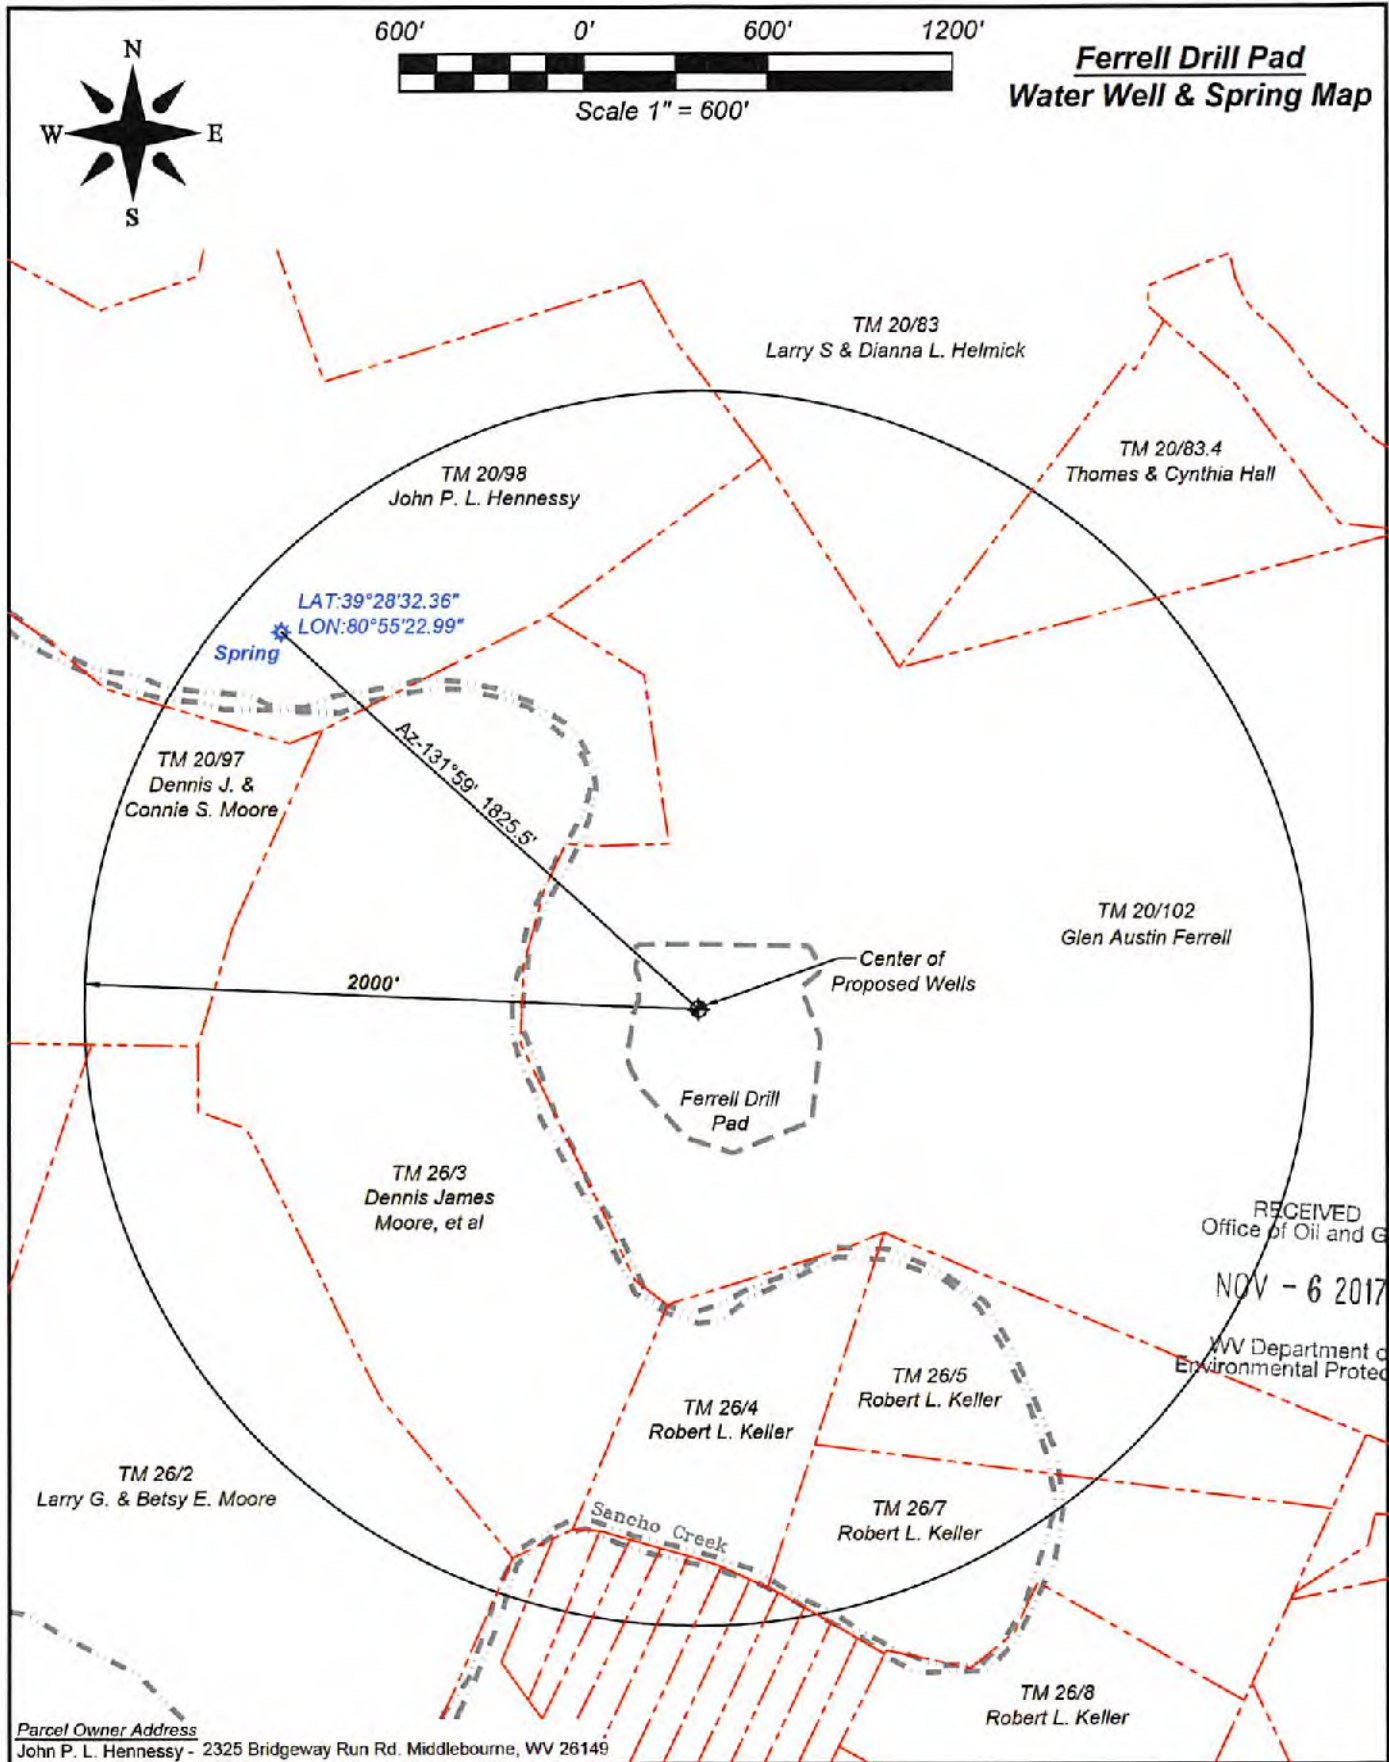 600'
0'
600'
1200'
Scale 1" = 600'
Ferrell Drill Pad
Water Well & Spring Map
N
W
E
S
TM 20/83
Larry S & Dianna L. Helmick
TM 20/83.4
Thomas & Cynthia Hall
TM 20/98
John P. L. Hennessy
LAT:39°28'32.36"
LON:80°55'22.99"
Spring
TM 20/97
Dennis J. &
Connie S. Moore
Az-131°59' 1825.5'
TM 20/102
Glen Austin Ferrell
Center of
Proposed Wells
2000'
Ferrell Drill
Pad
TM 26/3
Dennis James
Moore, et al
RECEIVED
Office of Oil and G
NOV - 6 2017
WV Department o
Environmental Protec
TM 26/5
Robert L. Keller
TM 26/4
Robert L. Keller
TM 26/2
Larry G. & Betsy E. Moore
TM 26/7
Robert L. Keller
Sancho Creek
TM 26/8
Robert L. Keller
Parcel Owner Address
John P. L. Hennessy - 2325 Bridgeway Run Rd. Middlebourne, WV 26149